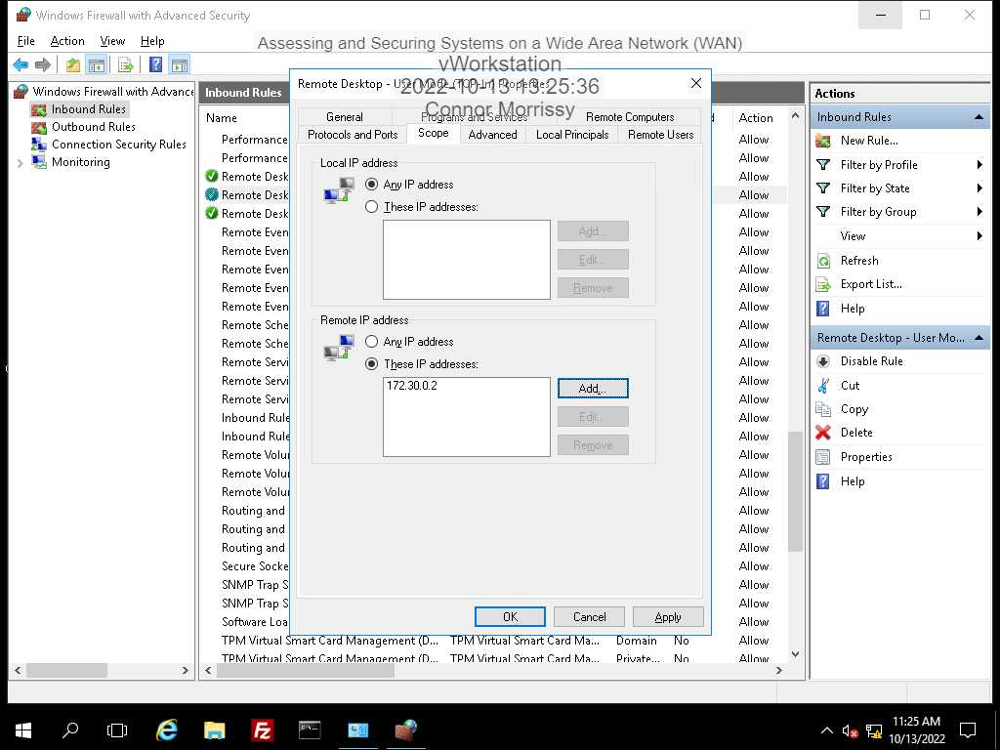 Windows Firewall with Advanced Security
File Action View Help
Assessing and Securing Systems on a Wide Area Network (WAN)
vWorkstation
2022-10-13 13:25:36
Connor Morrissy
Windows Firewall with Advance
Inbound Rules
Outbound Rules
Connection Security Rules
Monitoring
Inbound Rules
Name
Action
Performance Allow
Performance Allow
Remote Desk Allow
Remote Desk Allow
Remote Desk Allow
Remote Even Allow
Remote Even Allow
Remote Even Allow
Remote Even Allow
Remote Even Allow
Remote Sche Allow
Remote Sche Allow
Remote Servi Allow
Remote Servi Allow
Remote Servi Allow
Inbound Rule Allow
Inbound Rule Allow
Remote Volu Allow
Remote Volu Allow
Remote Volu Allow
Routing and Allow
Routing and Allow
Routing and Allow
Secure Socke Allow
SNMP Trap S Allow
SNMP Trap S Allow
Software Loa Allow
TPM Virtual Smart Card Management (D... TPM Virtual Smart Card Ma... Domain No Allow
TPM Virtual Smart Card Management (D... TPM Virtual Smart Card Ma... Private... No Allow
Remote Desktop - User Mode (TCP-In) Properties
General Programs and Services Remote Computers
Protocols and Ports Scope Advanced Local Principals Remote Users
Local IP address
Any IP address
These IP addresses:
Add...
Edit...
Remove
Remote IP address
Any IP address
These IP addresses:
172.30.0.2
Add...
Edit...
Remove
OK Cancel Apply
Actions
Inbound Rules
New Rule...
Filter by Profile
Filter by State
Filter by Group
View
Refresh
Export List...
Help
Remote Desktop - User Mo...
Disable Rule
Cut
Copy
Delete
Properties
Help
11:25 AM
10/13/2022